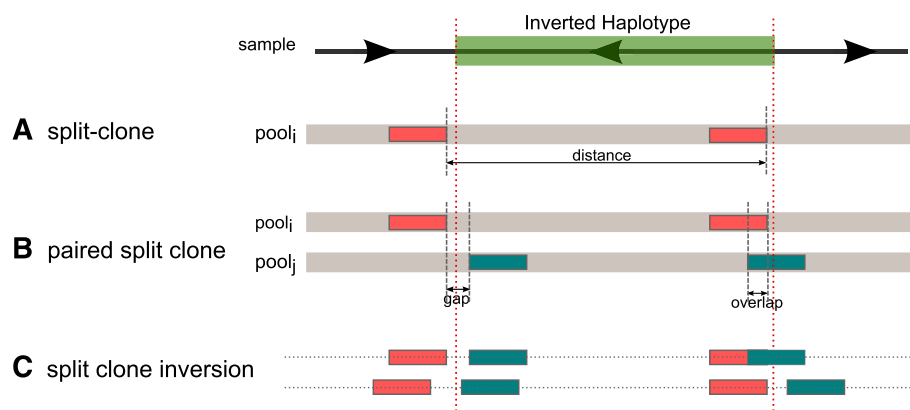 Inverted Haplotype
sample
A split-clone
pooli
distance
pooli
B paired split clone
poolj
gap
overlap
C split clone inversion